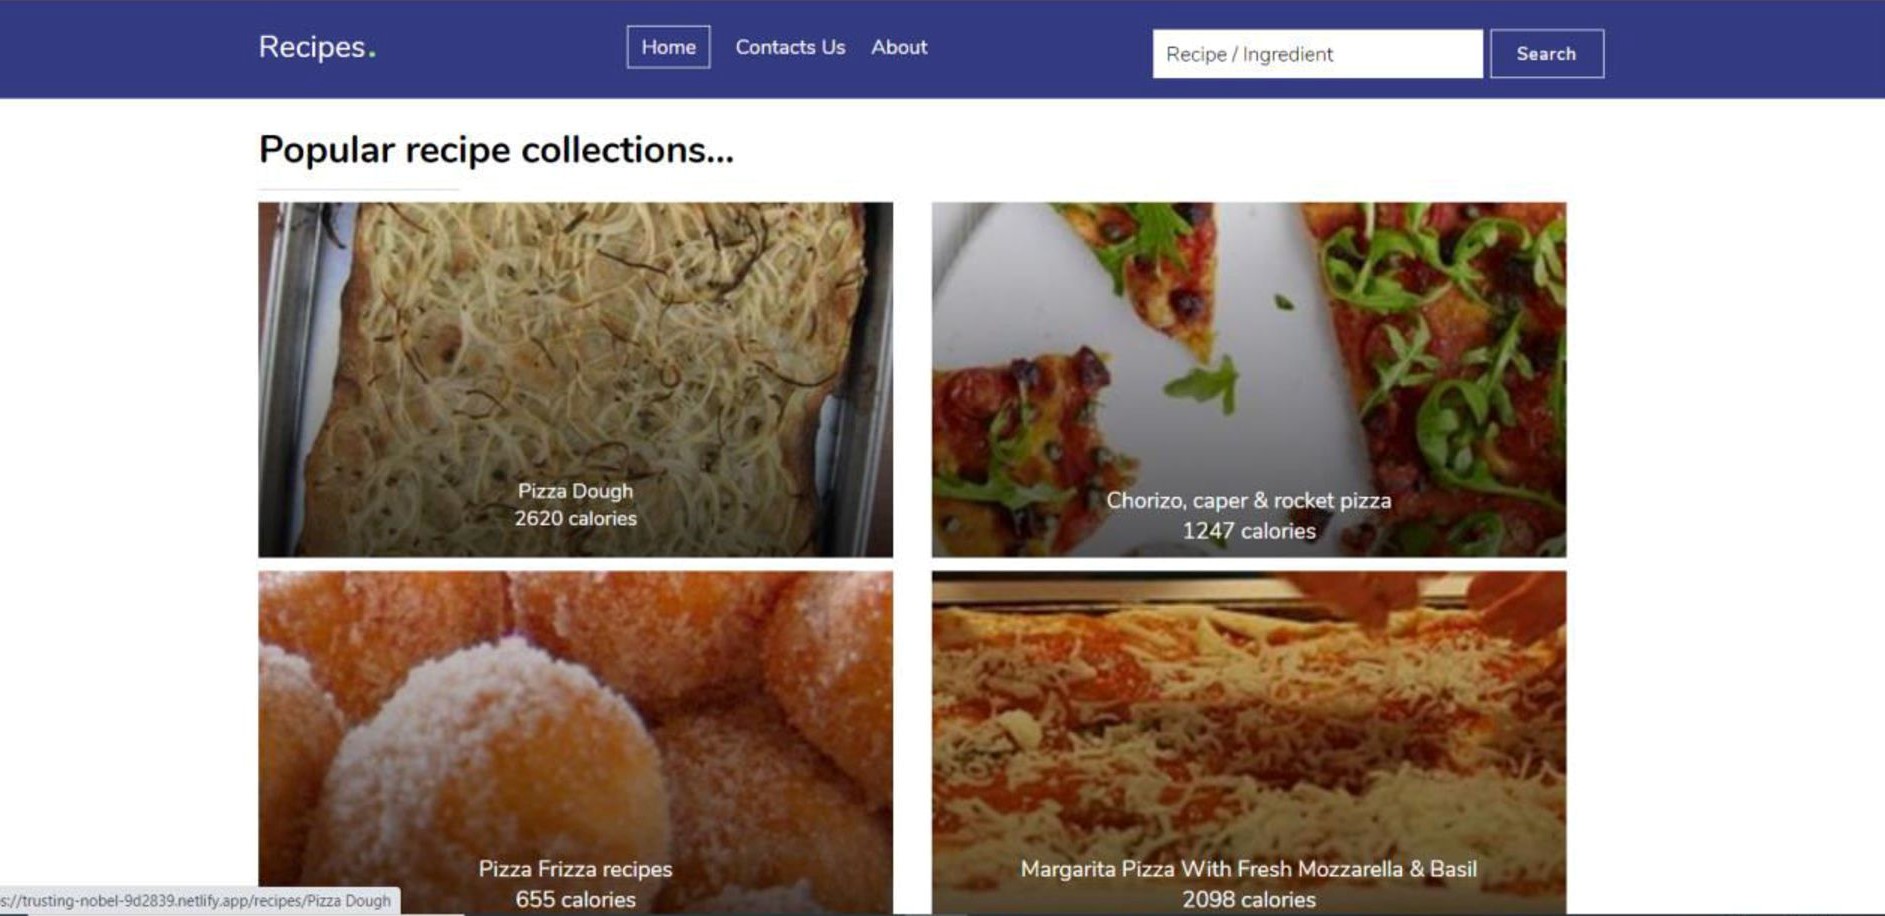 Recipes.
Home
Contacts Us
About
Recipe / Ingredient
Search
Popular recipe collections...
Pizza Dough
2620 calories
Chorizo, caper & rocket pizza
1247 calories
Pizza Frizza recipes
655 calories
Margarita Pizza With Fresh Mozzarella & Basil
2098 calories
s://trusting-nobel-9d2839.netlify.app/recipes/Pizza Dough